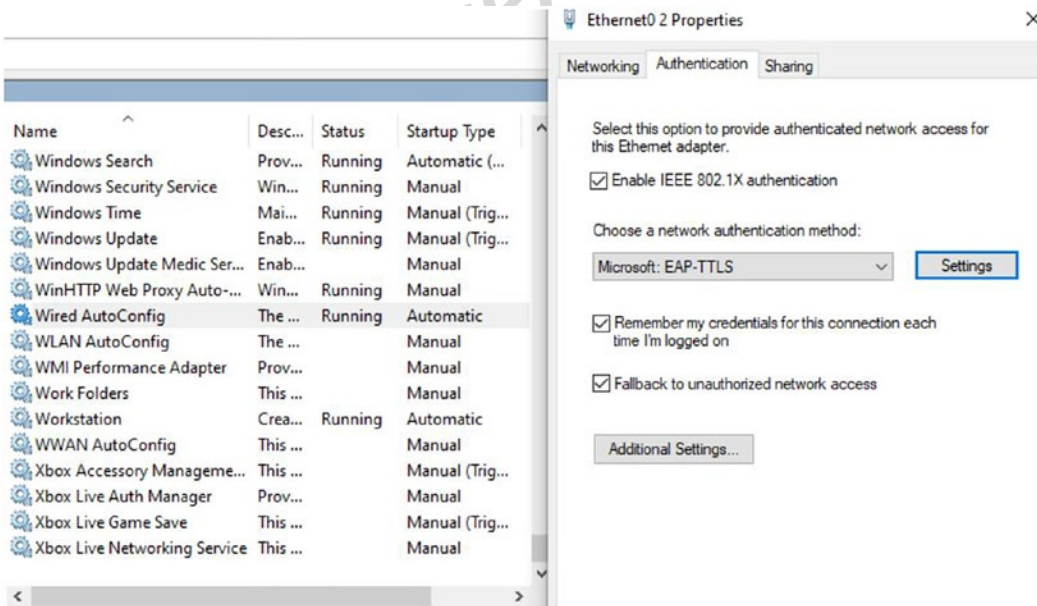 Name Desc... Status Startup Type
Windows Search Prov... Running Automatic (...
Windows Security Service Win... Running Manual
Windows Time Mai... Running Manual (Trig...
Windows Update Enab... Running Manual (Trig...
Windows Update Medic Ser... Enab... Manual
WinHTTP Web Proxy Auto-... Win... Running Manual
Wired AutoConfig The ... Running Automatic
WLAN AutoConfig The ... Manual
WMI Performance Adapter Prov... Manual
Work Folders This ... Manual
Workstation Crea... Running Automatic
WWAN AutoConfig This ... Manual
Xbox Accessory Manageme... This ... Manual (Trig...
Xbox Live Auth Manager Prov... Manual
Xbox Live Game Save This ... Manual (Trig...
Xbox Live Networking Service This ... Manual
Ethernet0 2 Properties
Networking Authentication Sharing
Select this option to provide authenticated network access for
this Ethernet adapter.
Enable IEEE 802.1X authentication
Choose a network authentication method:
Microsoft: EAP-TTLS Settings
Remember my credentials for this connection each
time I'm logged on
Fallback to unauthorized network access
Additional Settings...